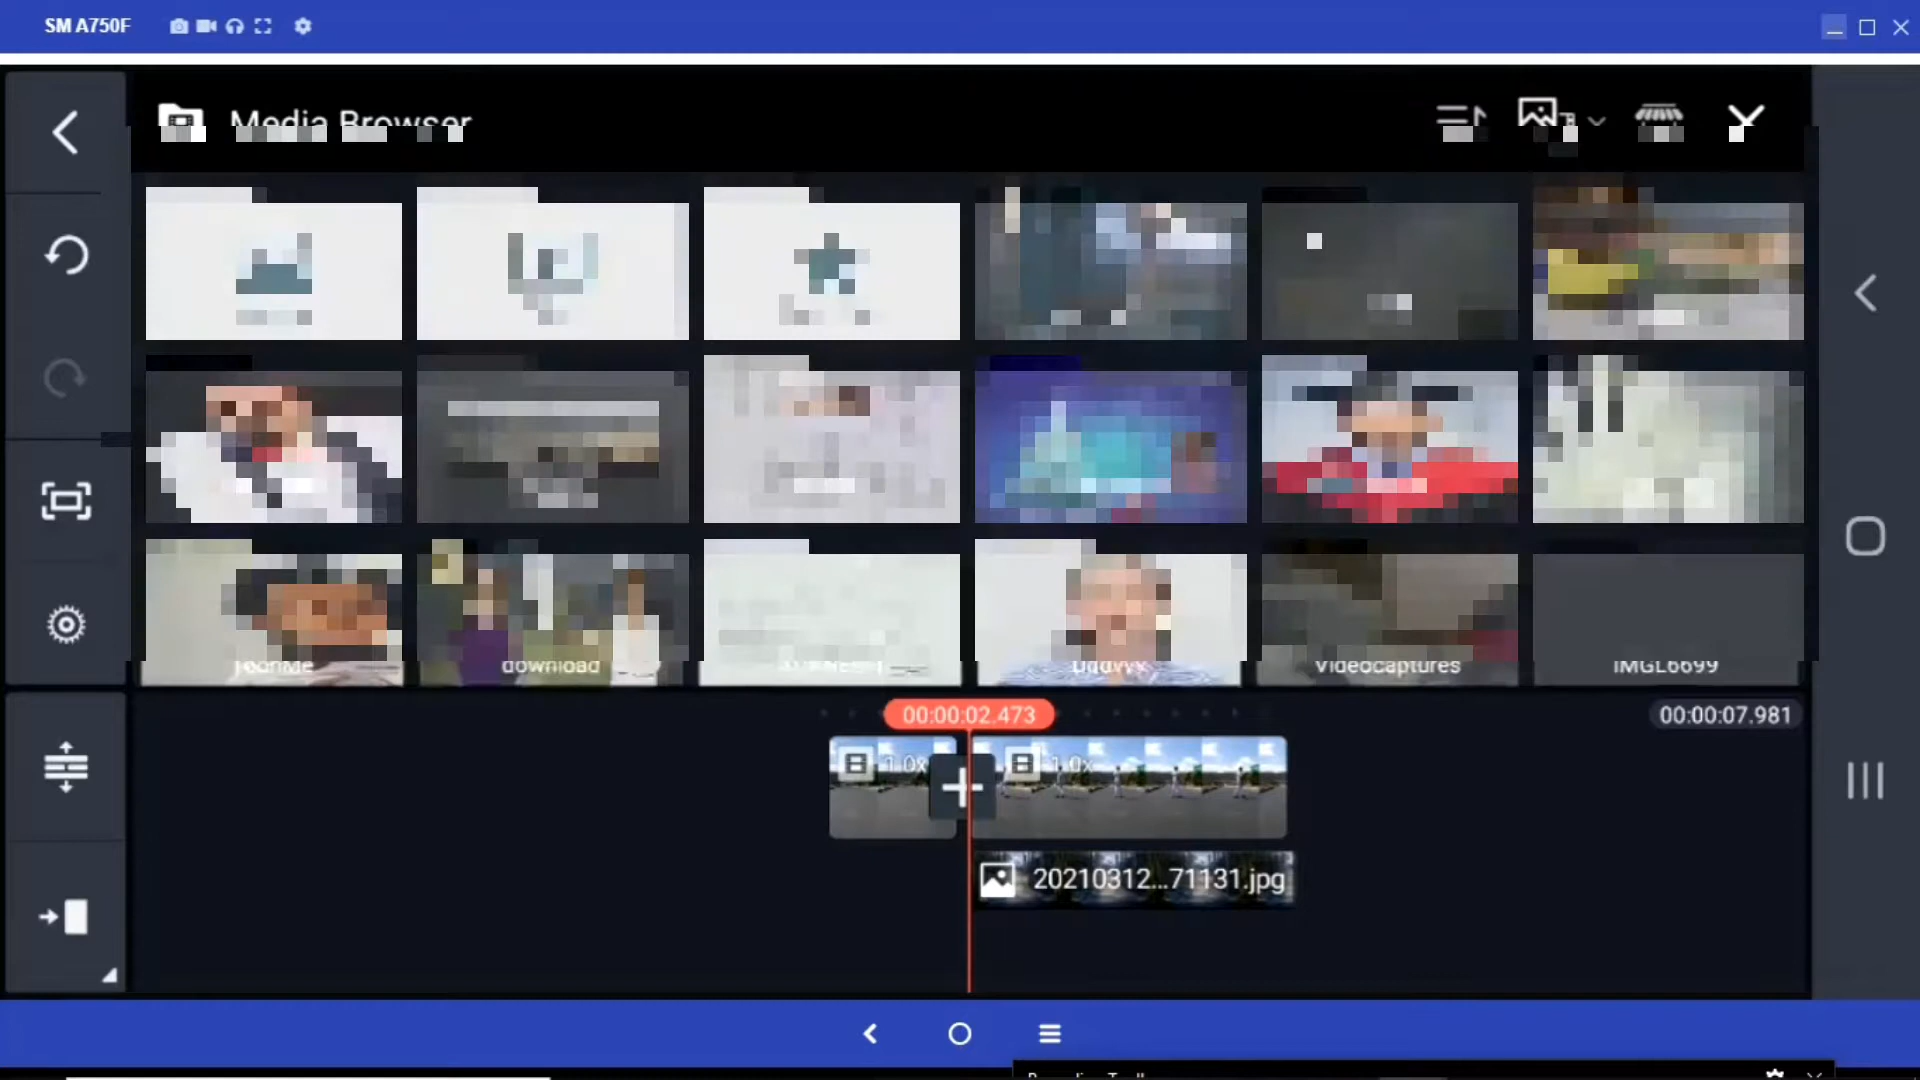 SM A750F
Media Browser
download
Videocaptures
IMGL6699
00:00:02.473
00:00:07.981
1.0x
1.0x
20210312...71131.jpg